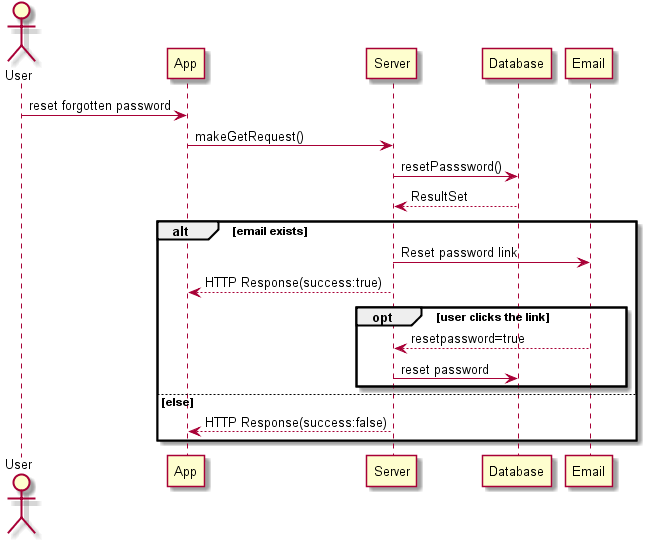 User
App
Server
Database
Email
reset forgotten password
makeGetRequest()
resetPasssword()
ResultSet
alt
[email exists]
Reset password link
HTTP Response(success:true)
opt
[user clicks the link]
resetpassword=true
reset password
[else]
HTTP Response(success:false)
User
App
Server
Database
Email